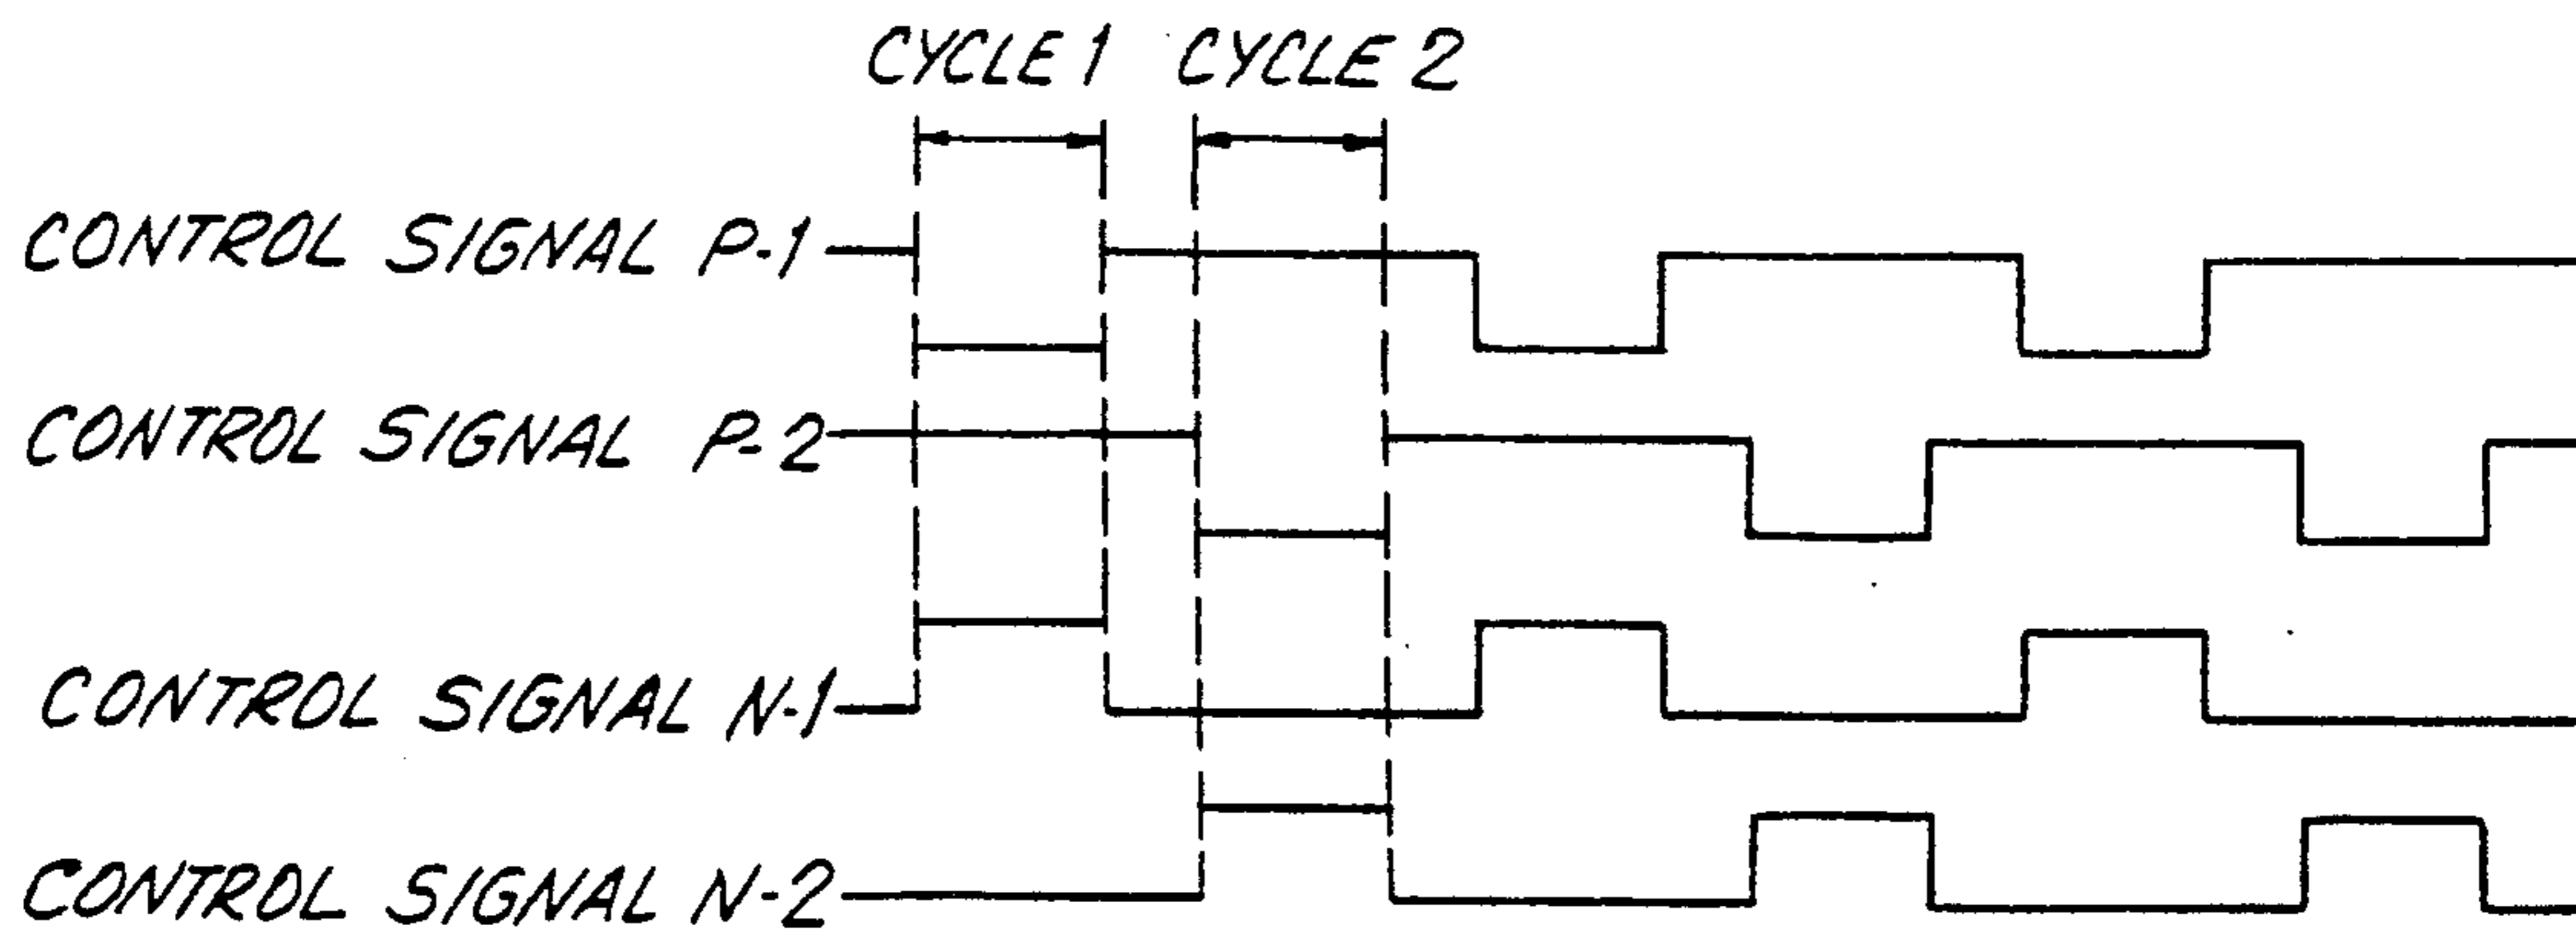 CYCLE 1 CYCLE 2
CONTROL SIGNAL P-1
CONTROL SIGNAL P-2
CONTROL SIGNAL N-1
CONTROL SIGNAL N-2